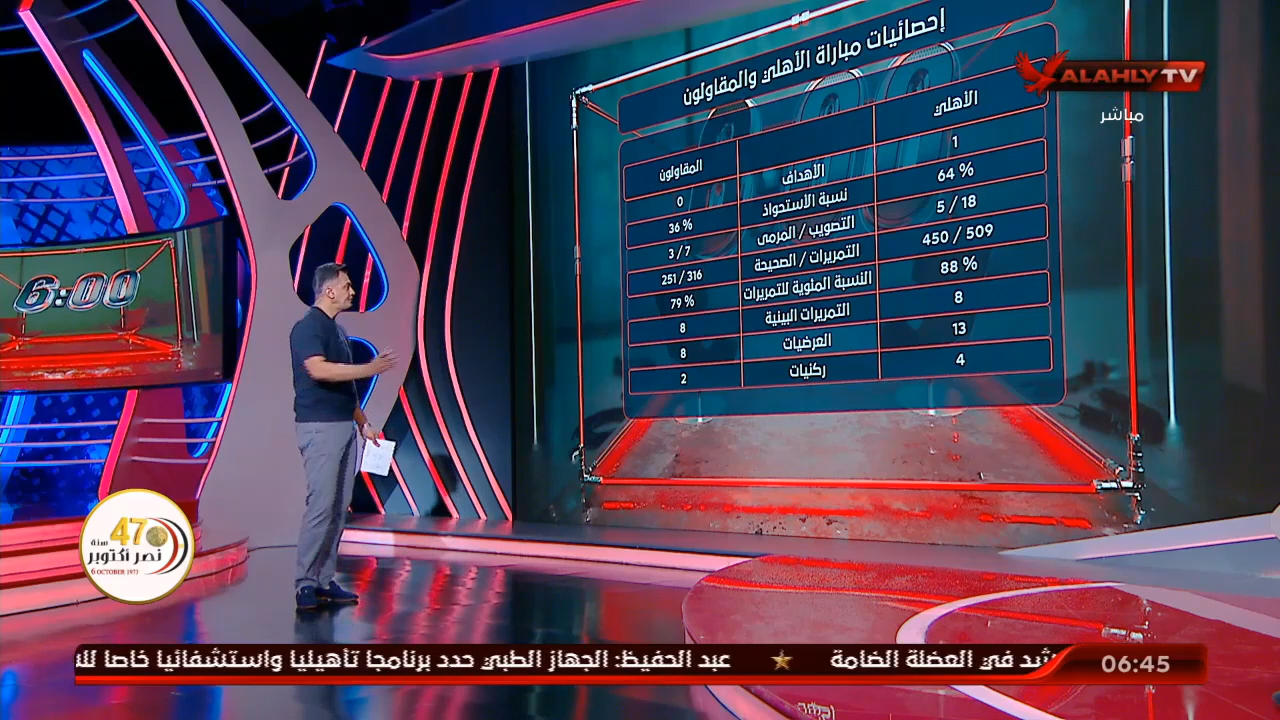 إحصائيات مباراة الأهلي والمقاولون
ALAHLY TV
مباشر
الأهلي المقاولون
1 الأهداف 0
64 % نسبة الأستحواذ 36 %
5 / 18 التصويب / المرمى 3 / 7
450 / 509 التمريرات / الصحيحة 251 / 316
88 % النسبة المئوية للتمريرات 79 %
8 التمريرات البينية 8
13 العرضيات 8
4 ركنيات 2
6:00
47 سنة
نصر أكتوبر
6 OCTOBER 1973
شد في العضلة الضامة عبد الحفيظ: الجهاز الطبي حدد برنامجا تأهيليا واستشفائيا خاصا
06:45